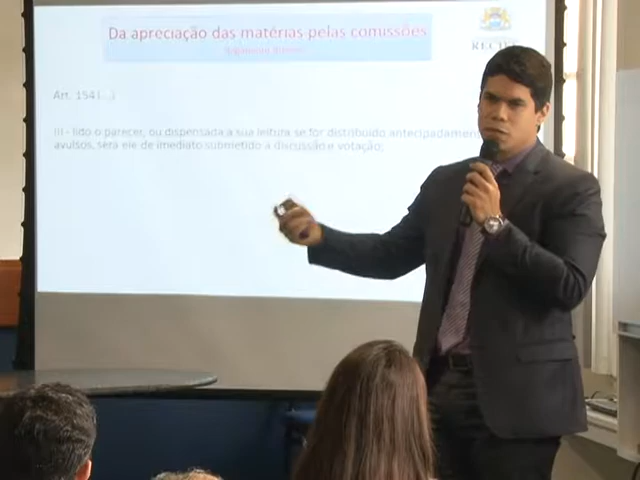 Da apreciação das matérias pelas comissões
Art. 154 [...]
III - lido o parecer, ou dispensada a sua leitura se for distribuído antecipadamente
avulsos, será ele de imediato submetido a discussão e votação;